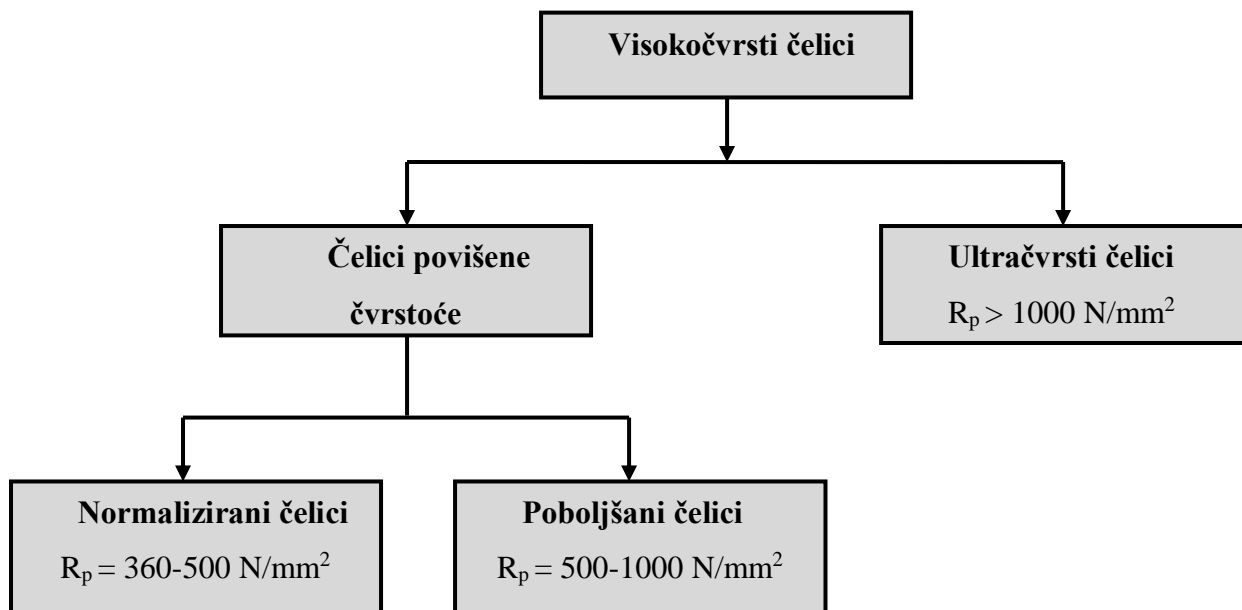 Visokočvrsti čelici
Čelici povišene
čvrstoće
Ultračvrsti čelici
Rₚ > 1000 N/mm²
Normalizirani čelici
Rₚ = 360-500 N/mm²
Poboljšani čelici
Rₚ = 500-1000 N/mm²